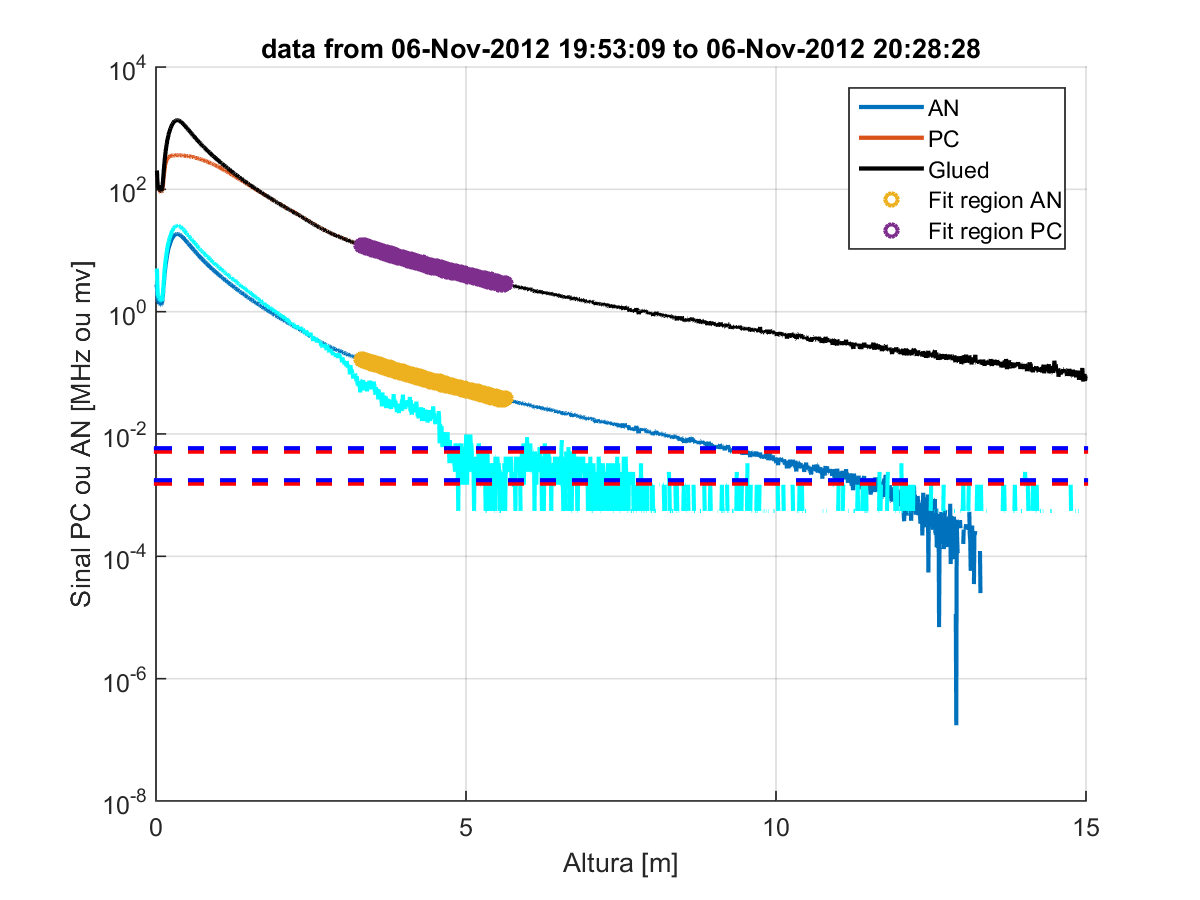 data from 06-Nov-2012 19:53:09 to 06-Nov-2012 20:28:28
10^4
10^2
10^0
10^-2
10^-4
10^-6
10^-8
Sinal PC ou AN [MHz ou mv]
AN
PC
Glued
Fit region AN
Fit region PC
0 5 10 15
Altura [m]